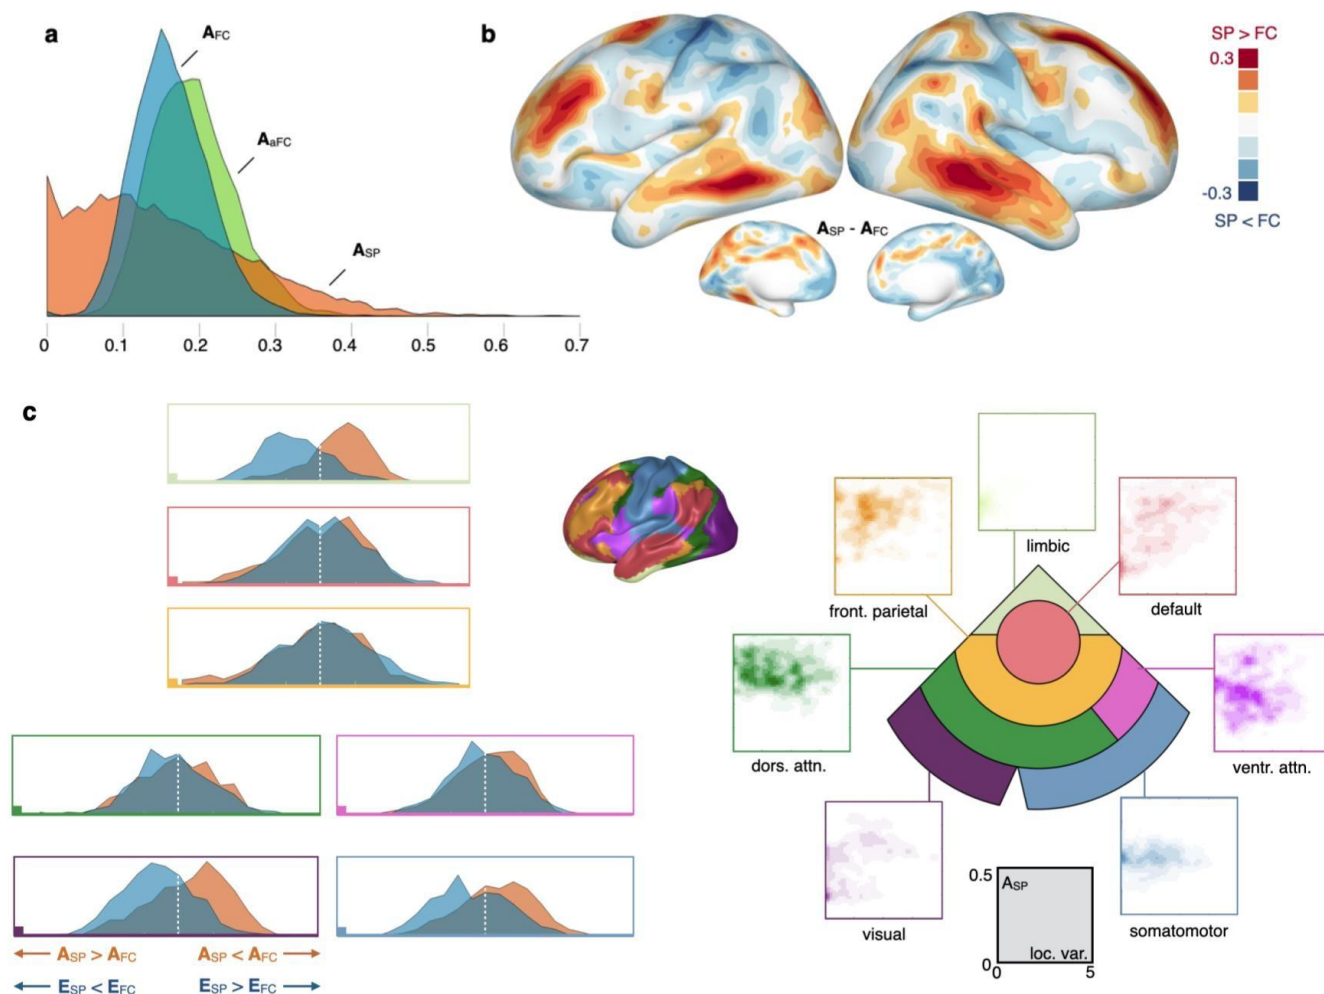 a
A_FC
A_aFC
A_SP
0 0.1 0.2 0.3 0.4 0.5 0.6 0.7
b
SP > FC
0.3
-0.3
SP < FC
A_SP - A_FC
c
A_SP > A_FC A_SP < A_FC
E_SP < E_FC E_SP > E_FC
limbic
front. parietal
default
dors. attn.
ventr. attn.
visual
somatomotor
0.5
A_SP
loc. var.
0
0 5